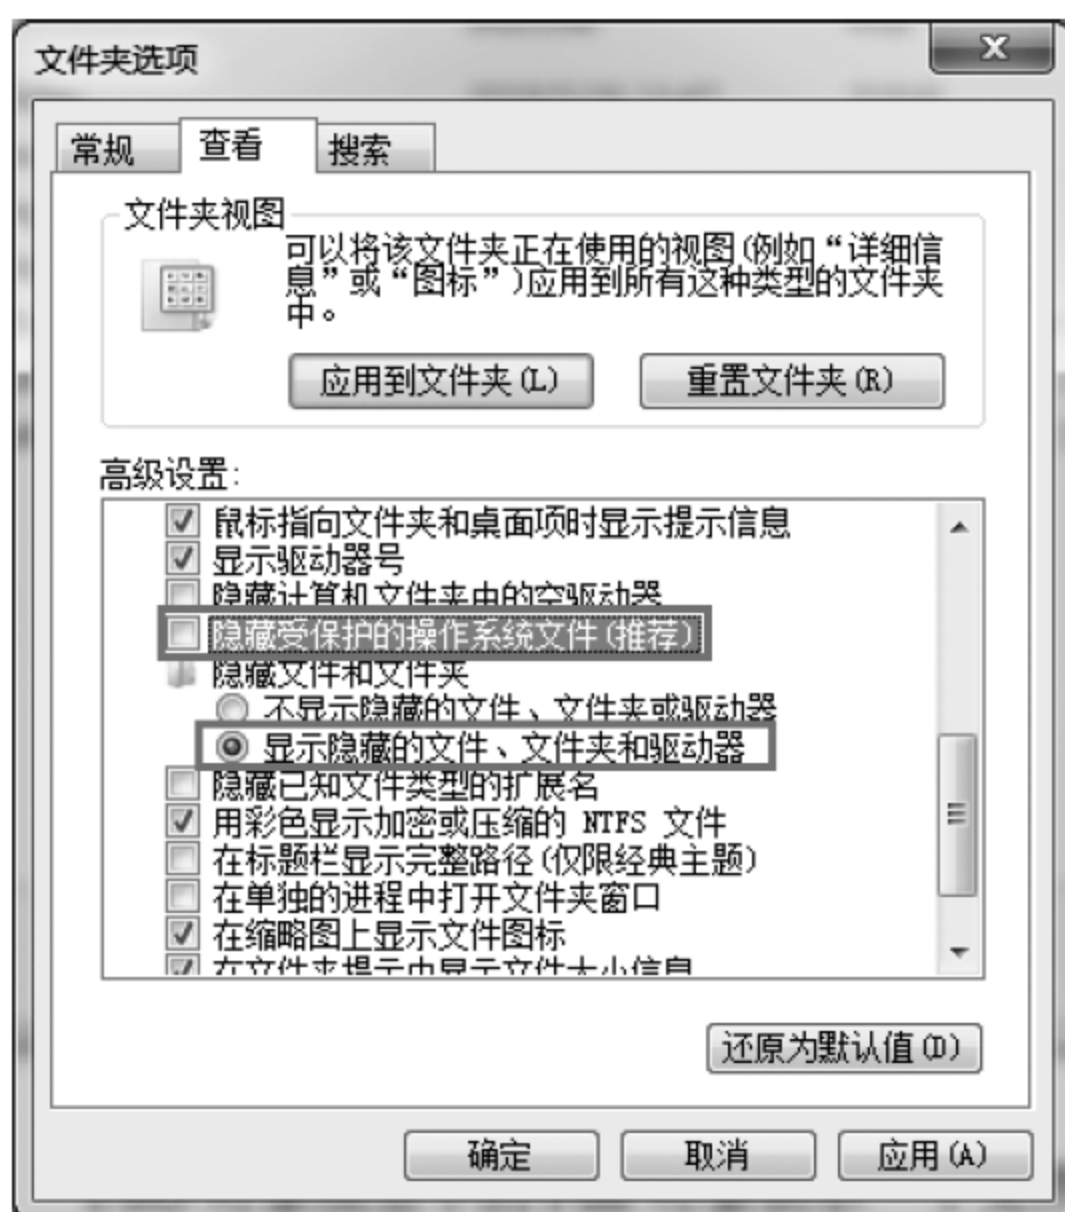 文件夹选项
常规
查看
搜索
文件夹视图
可以将该文件夹正在使用的视图(例如“详细信
息”或“图标”)应用到所有这种类型的文件夹
中。
应用到文件夹(L)
重置文件夹(R)
高级设置:
鼠标指向文件夹和桌面项时显示提示信息
显示驱动器号
隐藏计算机文件夹中的空驱动器
隐藏受保护的操作系统文件(推荐)
隐藏文件和文件夹
不显示隐藏的文件、文件夹或驱动器
显示隐藏的文件、文件夹和驱动器
隐藏已知文件类型的扩展名
用彩色显示加密或压缩的 NTFS 文件
在标题栏显示完整路径(仅限经典主题)
在单独的进程中打开文件夹窗口
在缩略图上显示文件图标
在文件夹提示中显示文件大小信息
还原为默认值(D)
确定
取消
应用(A)